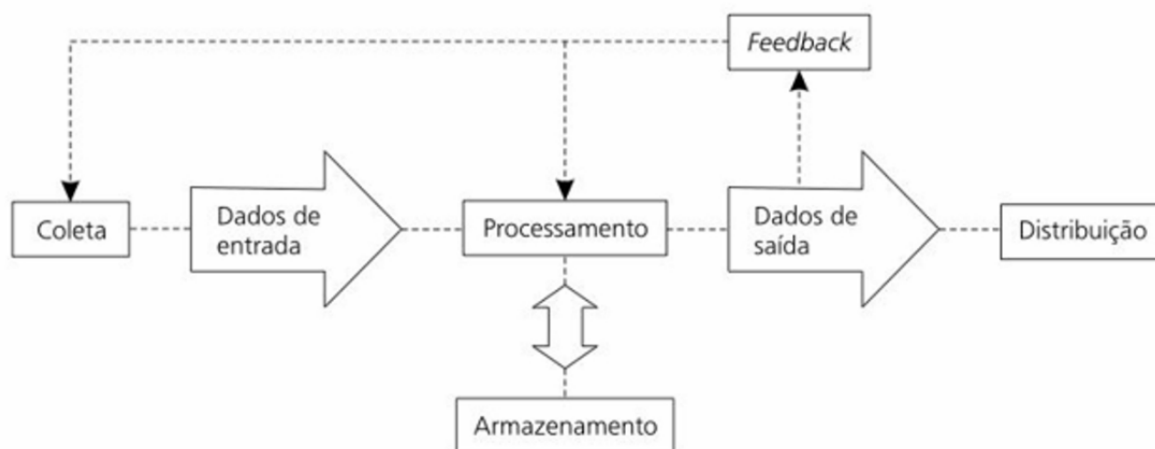 Feedback
Coleta
Dados de
entrada
Processamento
Dados de
saída
Distribuição
Armazenamento